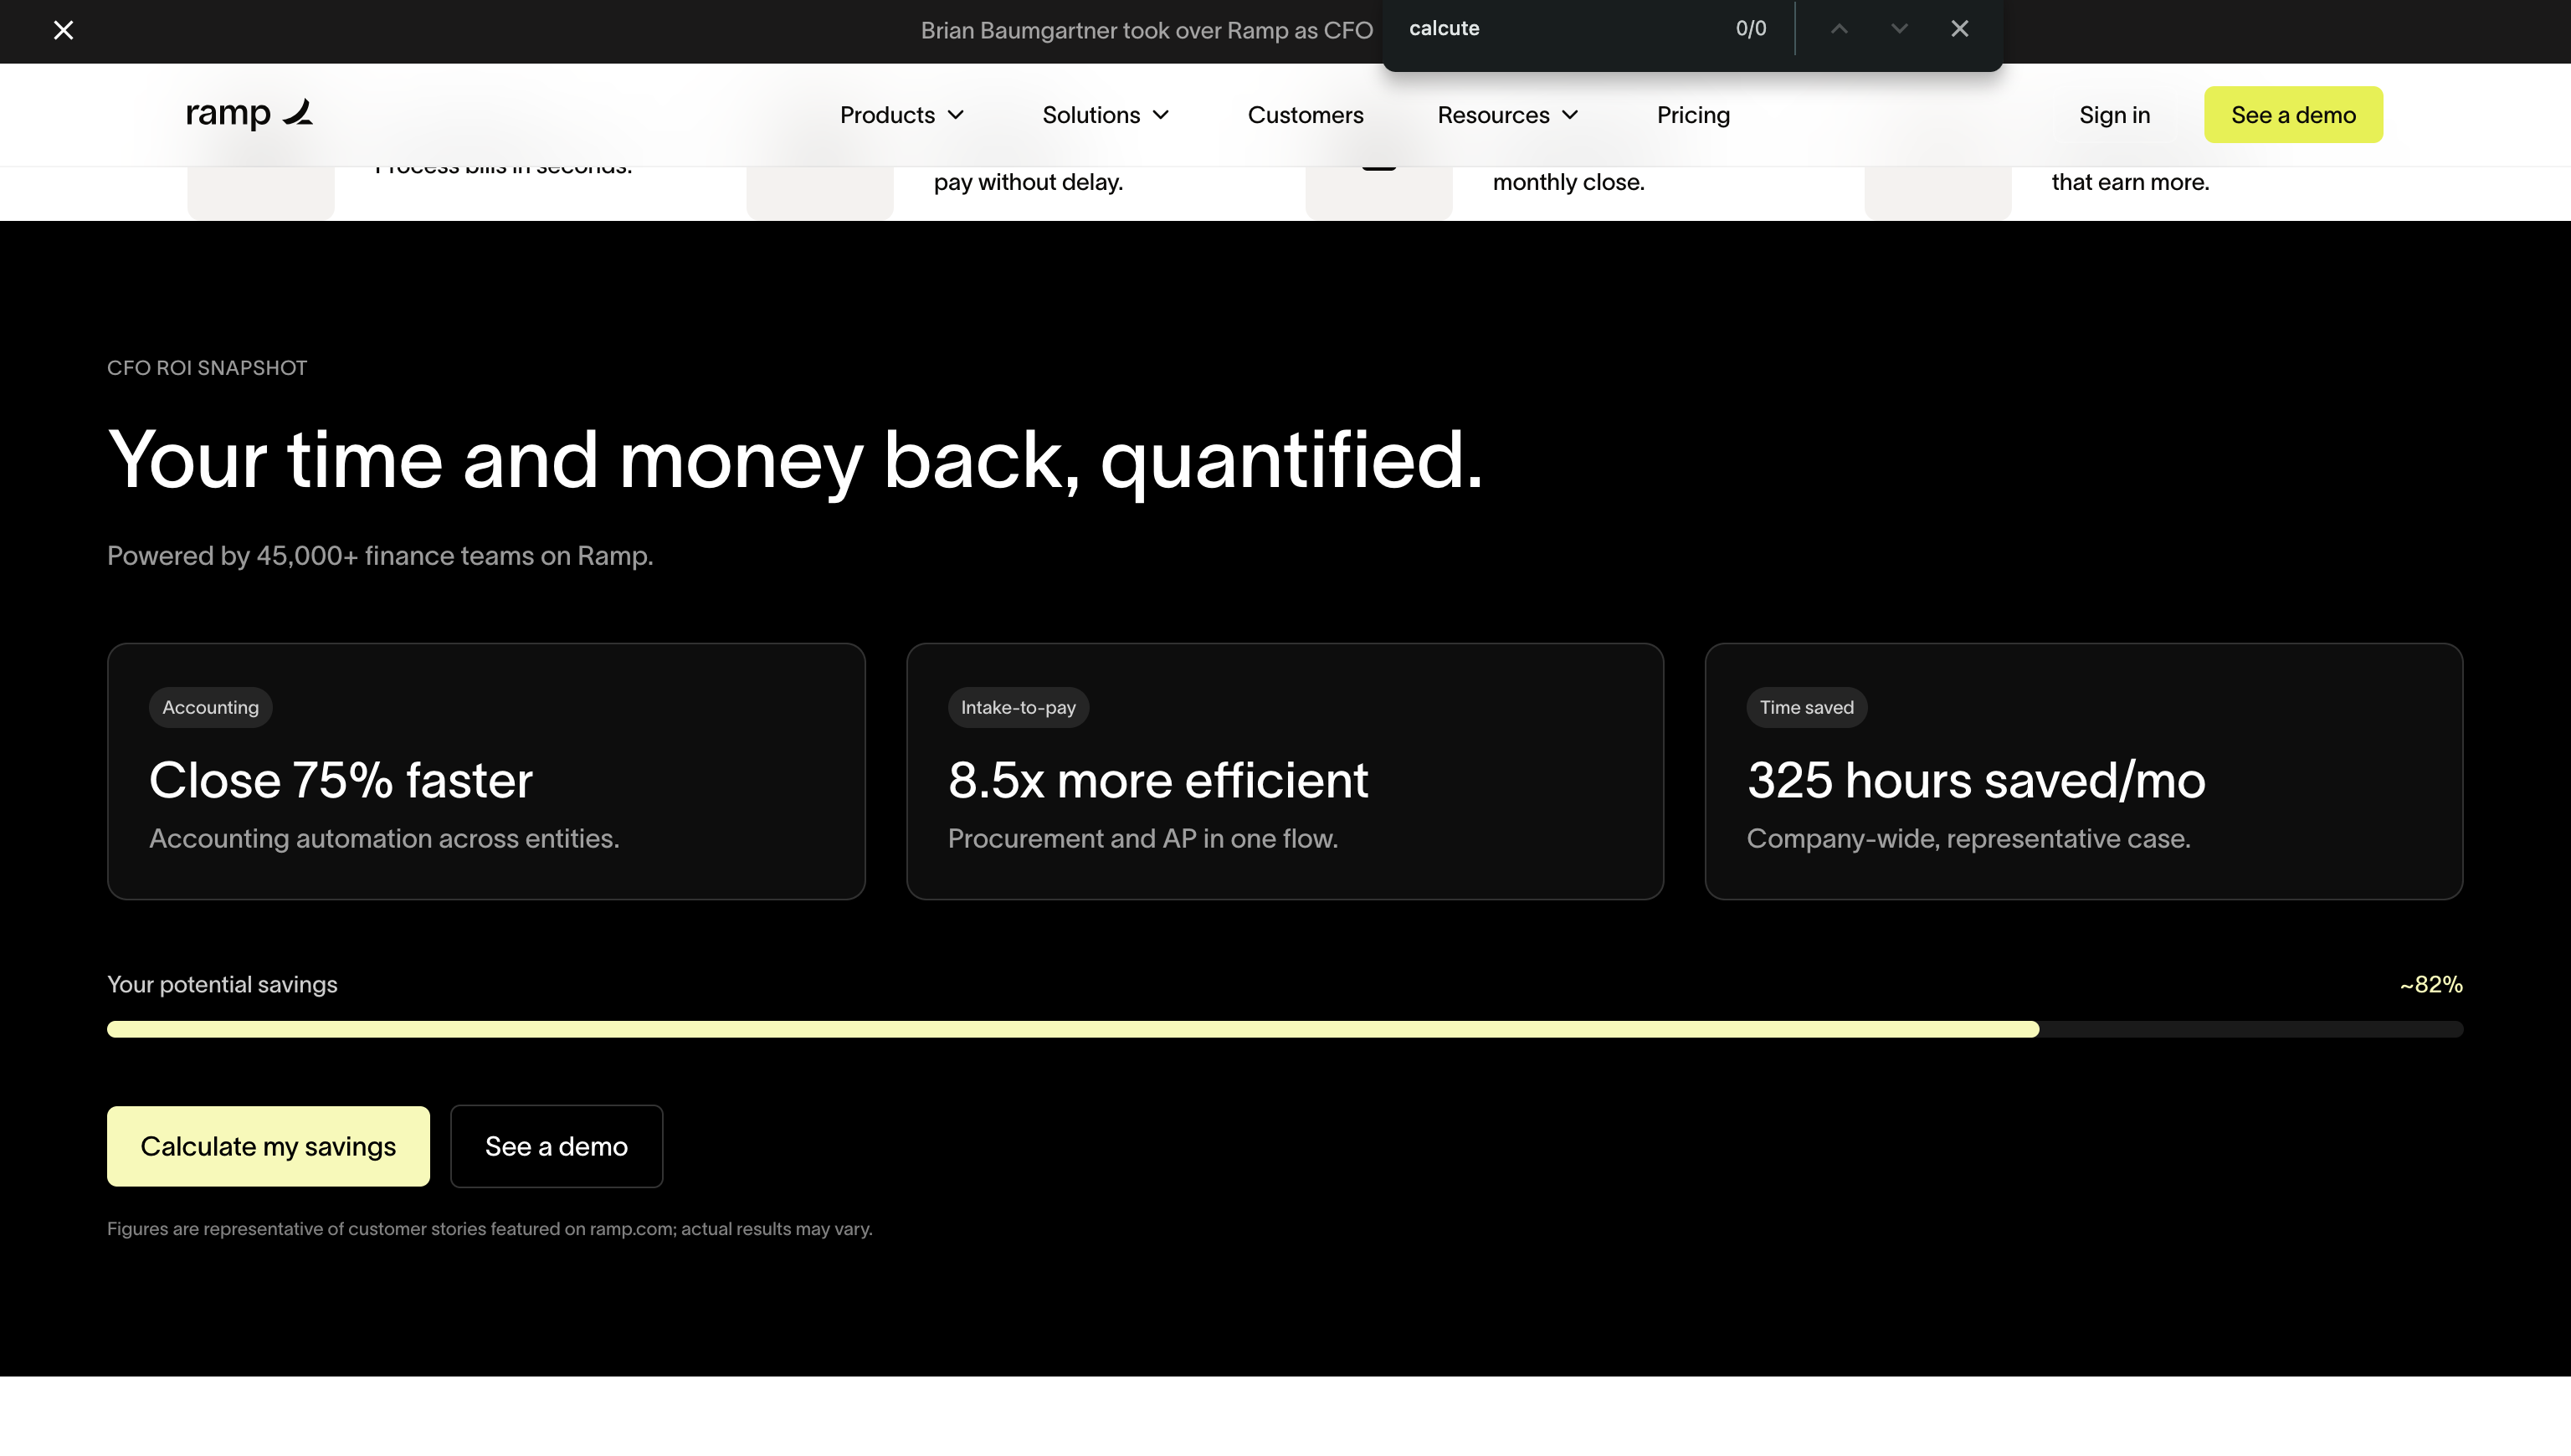 Brian Baumgartner took over Ramp as CFO
calcute
0/0
ramp
Products
Solutions
Customers
Resources
Pricing
Sign in
See a demo
Process bills in seconds.
pay without delay.
monthly close.
that earn more.
CFO ROI SNAPSHOT
Your time and money back, quantified.
Powered by 45,000+ finance teams on Ramp.
Accounting
Close 75% faster
Accounting automation across entities.
Intake-to-pay
8.5x more efficient
Procurement and AP in one flow.
Time saved
325 hours saved/mo
Company-wide, representative case.
Your potential savings
~82%
Calculate my savings
See a demo
Figures are representative of customer stories featured on ramp.com; actual results may vary.